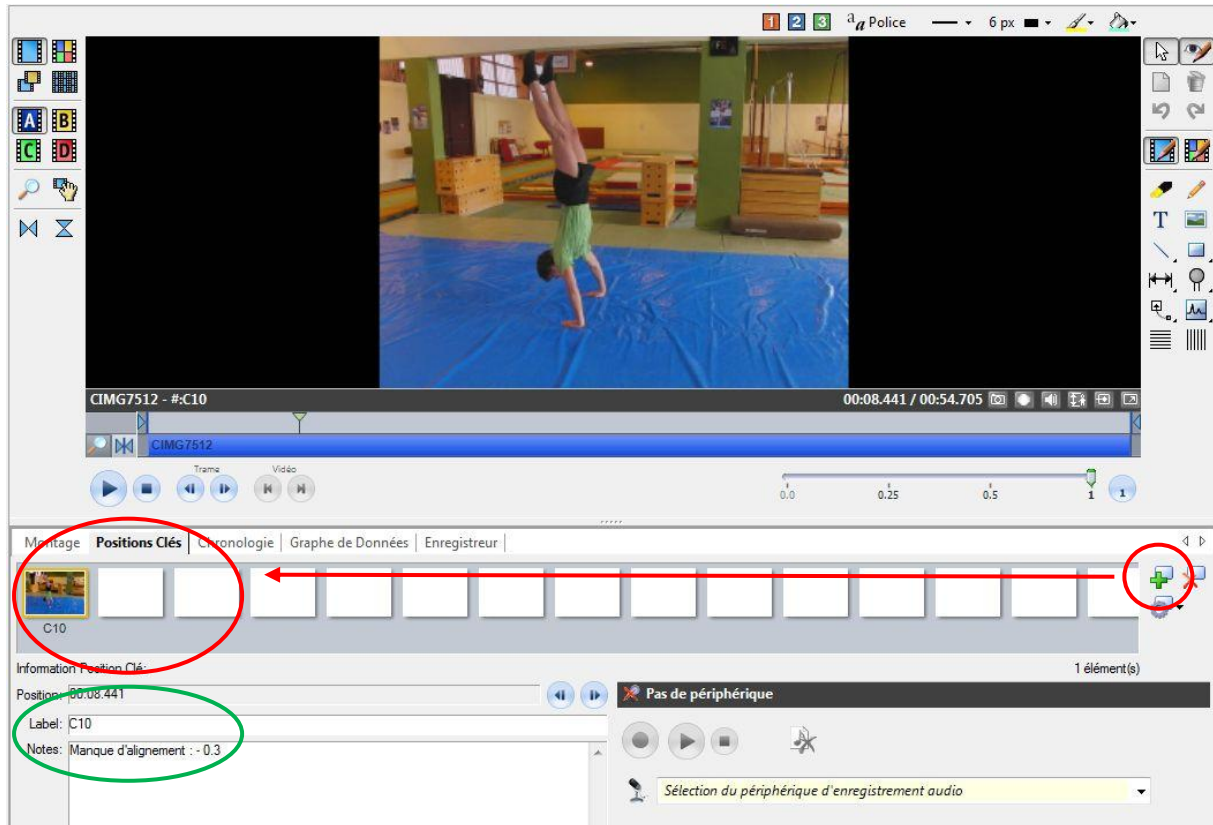 1 2 3 aa Police 6 px
A B
C D
T
CIMG7512 - #:C10 00:08.441 / 00:54.705
CIMG7512
Trame Vidéo
0.0 0.25 0.5 1 1
Montage Positions Clés Chronologie Graphe de Données Enregistreur
C10
Information Position Clé: 1 élément(s)
Position: 00:08.441 Pas de périphérique
Label: C10
Notes: Manque d'alignement : - 0.3
Sélection du périphérique d'enregistrement audio